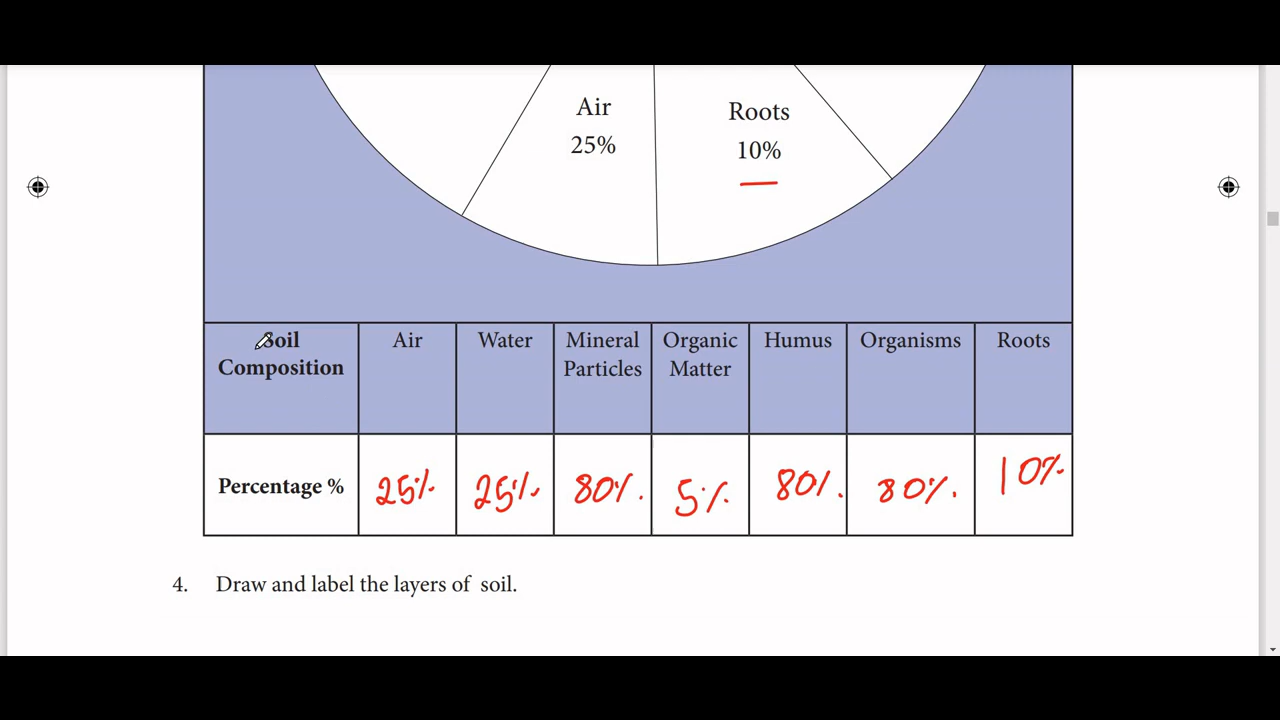 Air
25%
Roots
10%
Soil Composition Air Water Mineral Particles Organic Matter Humus Organisms Roots
Percentage % 25% 25% 80% 5% 80% 80% 10%
4. Draw and label the layers of soil.